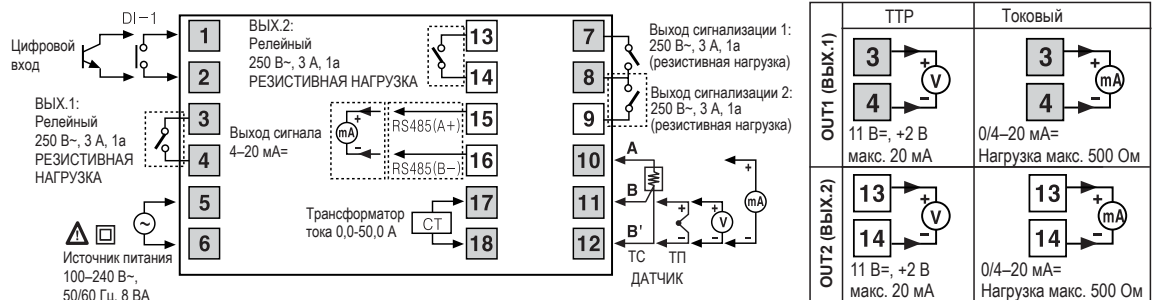 DI-1
Цифровой
вход
1
2
ВЫХ.1:
Релейный
250 В~, 3 А, 1a
РЕЗИСТИВНАЯ
НАГРУЗКА
3
4
5
6
Источник питания
100–240 В~,
50/60 Гц, 8 ВА
ВЫХ.2:
Релейный
250 В~, 3 А, 1a
РЕЗИСТИВНАЯ НАГРУЗКА
13
14
Выход сигнала
4–20 мА=
mA
+
-
RS485(A+)
RS485(B−)
15
16
Трансформатор
тока 0,0-50,0 А
CT
17
18
7
8
9
10
11
12
Выход сигнализации 1:
250 В~, 3 А, 1a
(резистивная нагрузка)
Выход сигнализации 2:
250 В~, 3 А, 1a
(резистивная нагрузка)
A
B
B'
+
-
+
V
-
+
mA
-
ТС
ТП
ДАТЧИК
ТТР
Токовый
OUT1 (ВЫХ.1)
3
4
+
V
-
11 В=, +2 В
макс. 20 мА
3
4
+
mA
-
0/4–20 мА=
Нагрузка макс. 500 Ом
OUT2 (ВЫХ.2)
13
14
+
V
-
11 В=, +2 В
макс. 20 мА
13
14
+
mA
-
0/4–20 мА=
Нагрузка макс. 500 Ом